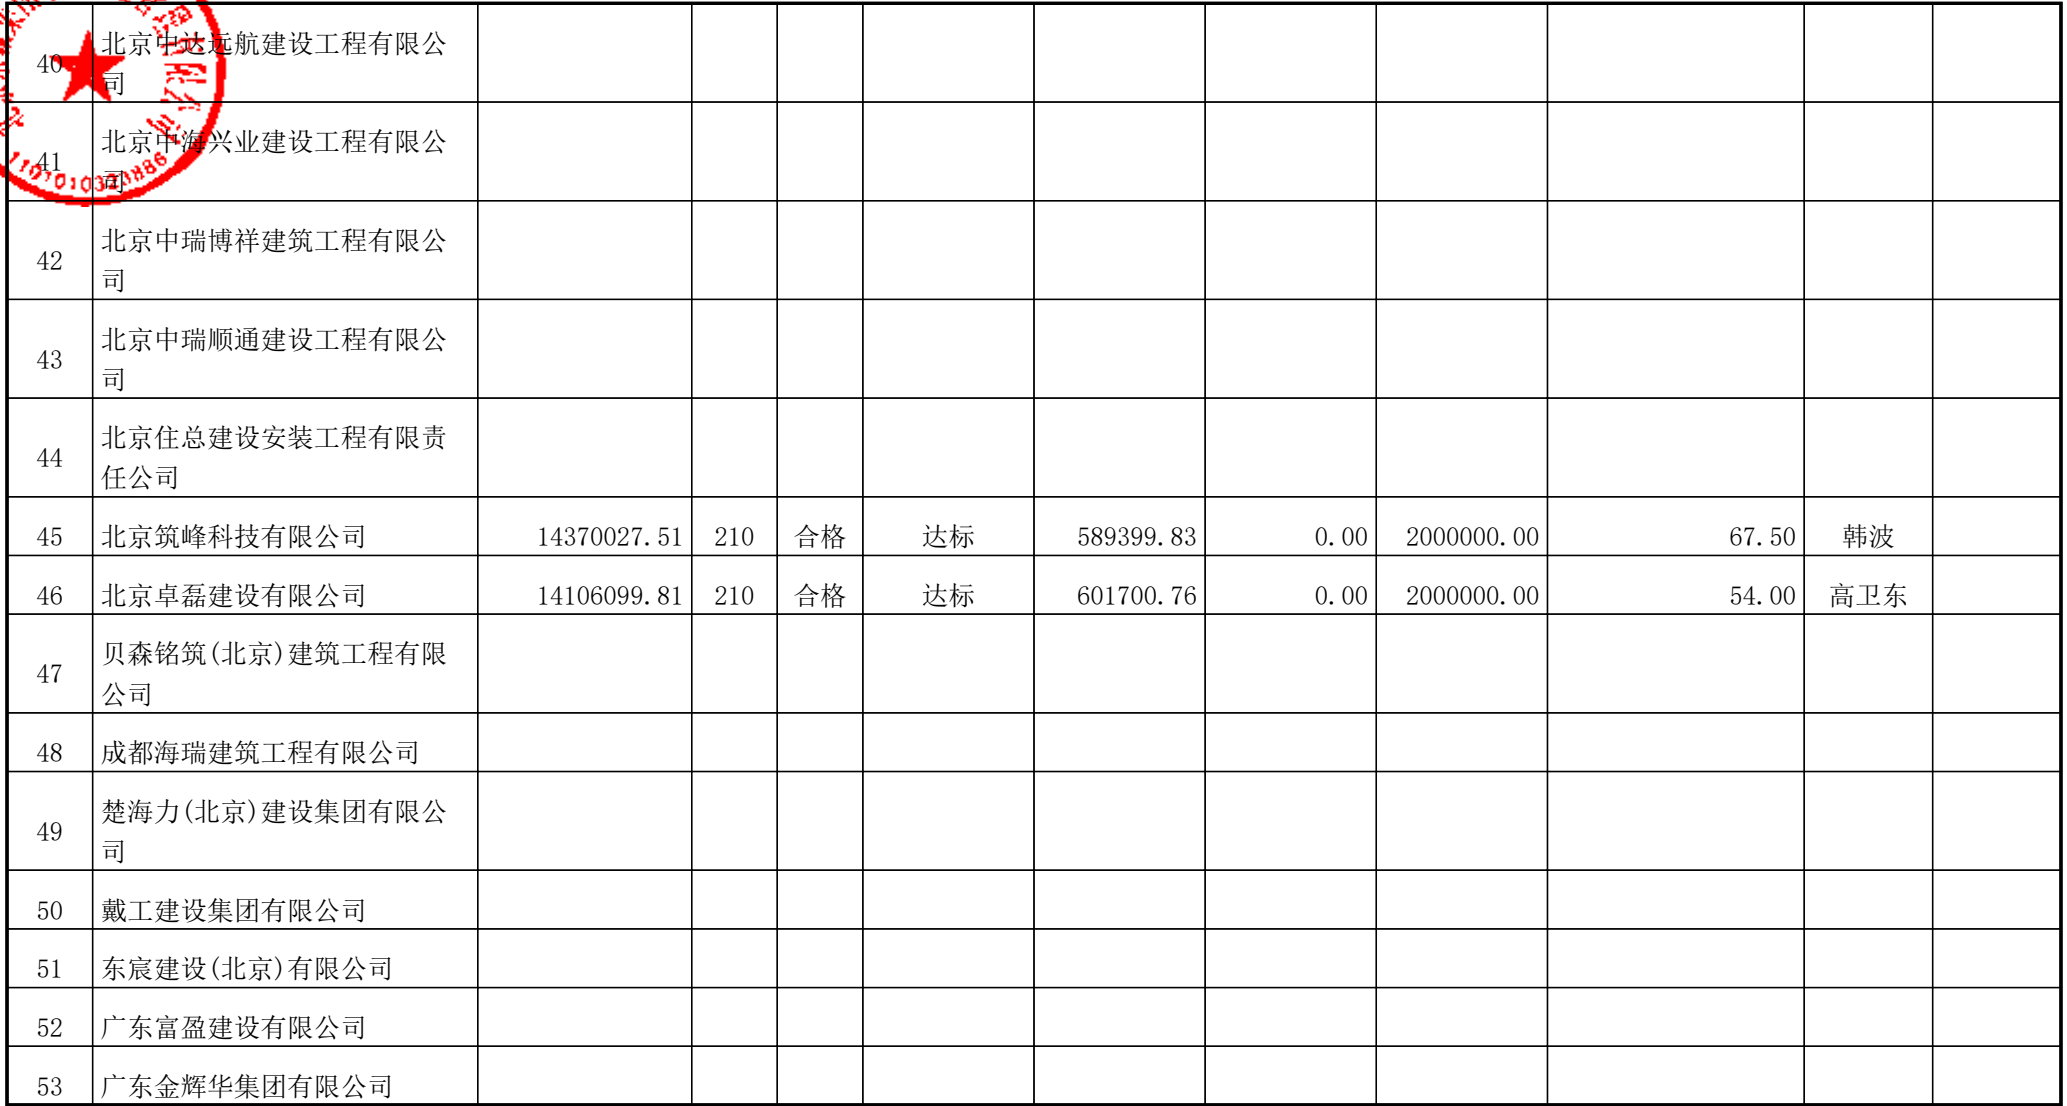 40 北京中达远航建设工程有限公
司
41 北京中海兴业建设工程有限公
司
42 北京中瑞博祥建筑工程有限公
司
43 北京中瑞顺通建设工程有限公
司
44 北京住总建设安装工程有限责
任公司
45 北京筑峰科技有限公司 14370027.51 210 合格 达标 589399.83 0.00 2000000.00 67.50 韩波
46 北京卓磊建设有限公司 14106099.81 210 合格 达标 601700.76 0.00 2000000.00 54.00 高卫东
47 贝森铭筑(北京)建筑工程有限
公司
48 成都海瑞建筑工程有限公司
49 楚海力(北京)建设集团有限公
司
50 戴工建设集团有限公司
51 东宸建设(北京)有限公司
52 广东富盈建设有限公司
53 广东金辉华集团有限公司